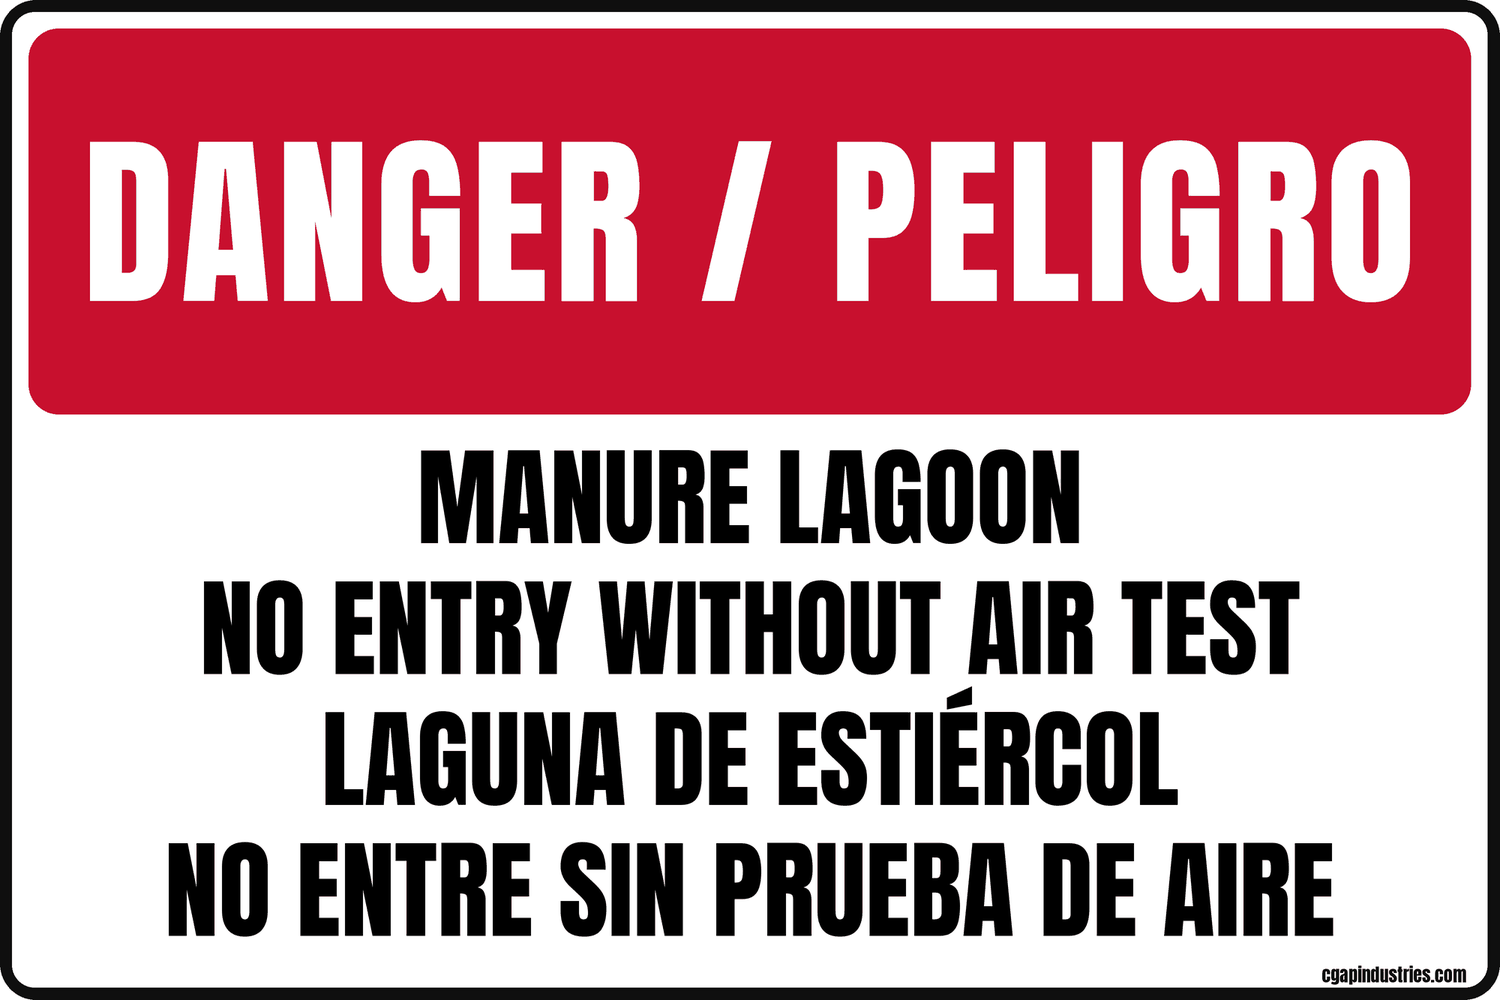 DANGER / PELIGRO
MANURE LAGOON
NO ENTRY WITHOUT AIR TEST
LAGUNA DE ESTIÉRCOL
NO ENTRE SIN PRUEBA DE AIRE
cgapindustries.com